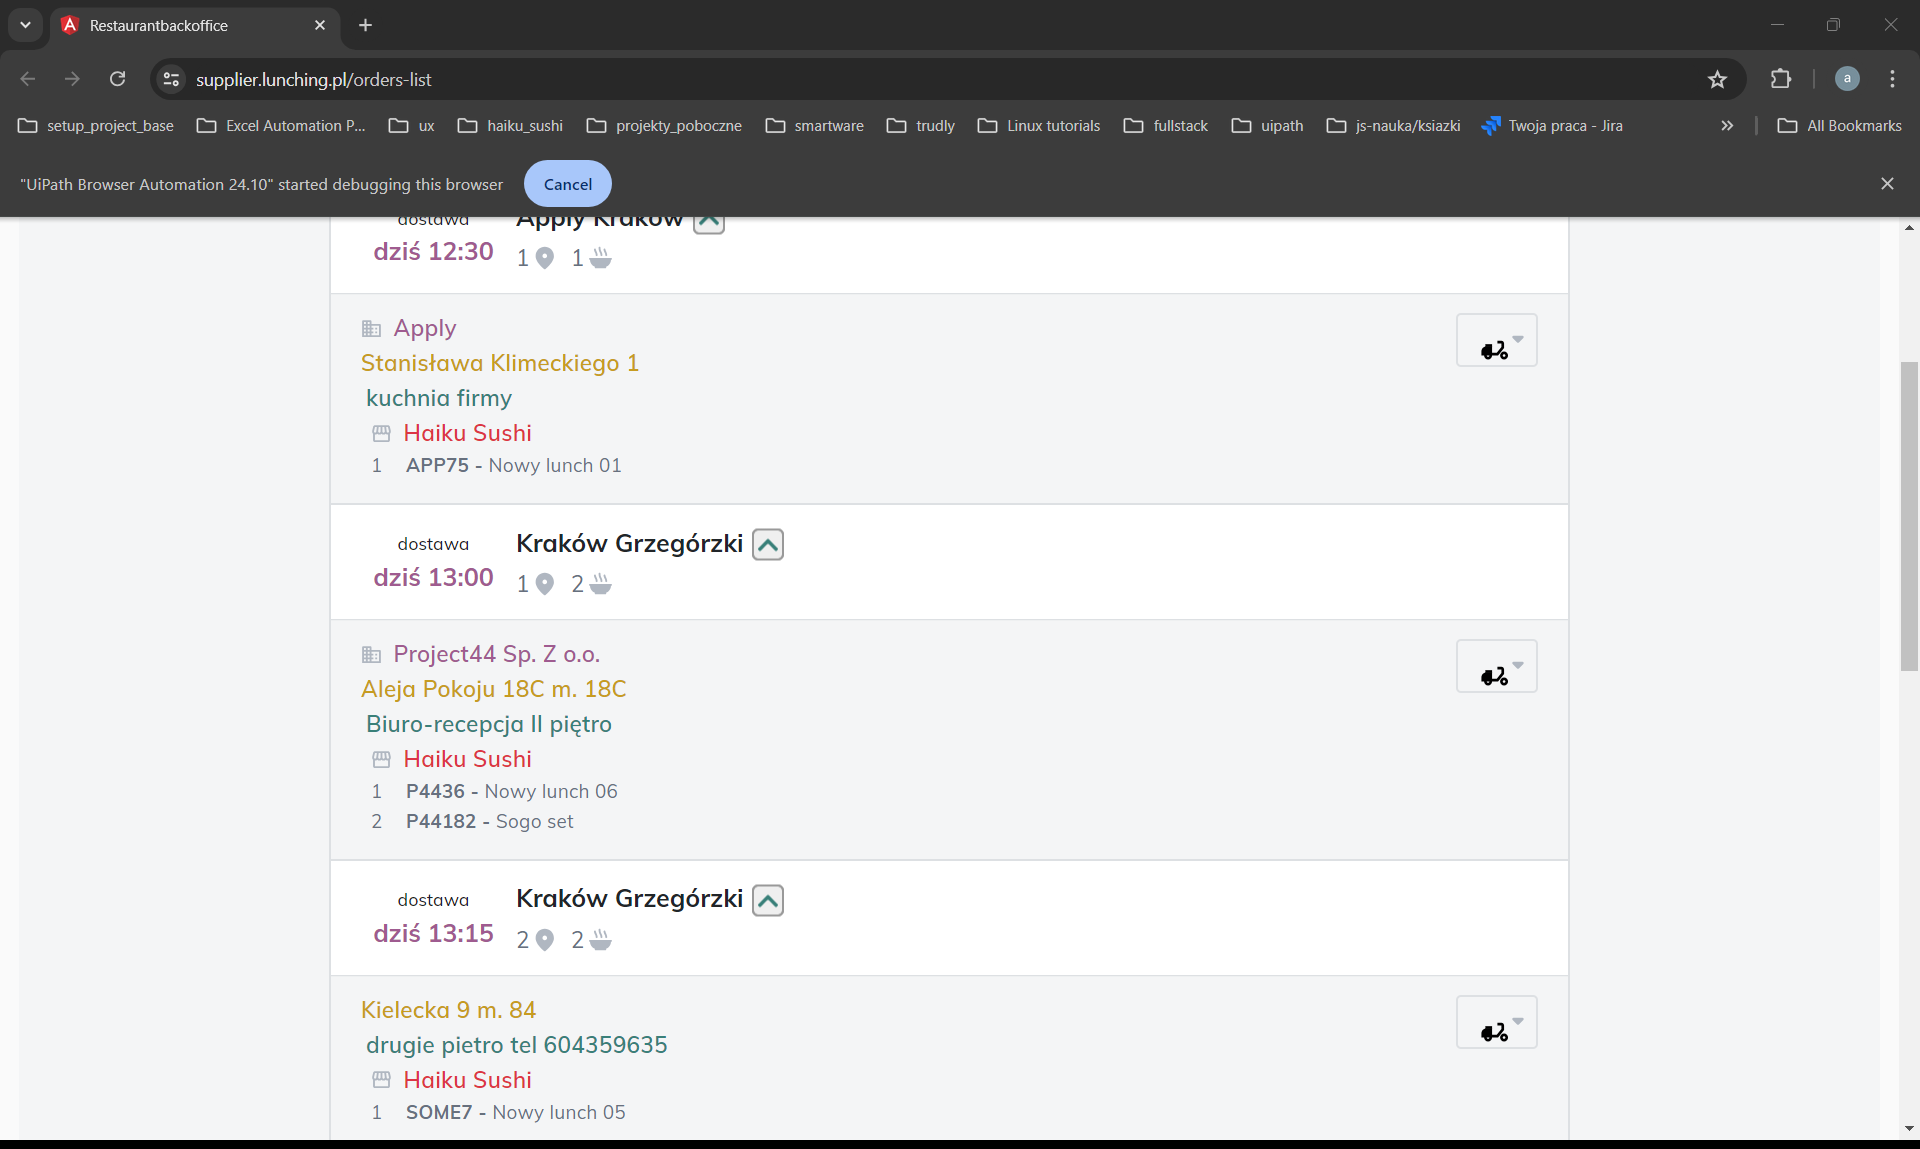 Restaurantbackoffice
supplier.lunching.pl/orders-list
a
setup_project_base
Excel Automation P...
ux
haiku_sushi
projekty_poboczne
smartware
trudly
Linux tutorials
fullstack
uipath
js-nauka/ksiazki
Twoja praca - Jira
All Bookmarks
"UiPath Browser Automation 24.10" started debugging this browser
Cancel
dostawa
Apply Kraków
dziś 12:30
1 1
Apply
Stanisława Klimeckiego 1
kuchnia firmy
Haiku Sushi
1 APP75 - Nowy lunch 01
dostawa
Kraków Grzegórzki
dziś 13:00
1 2
Project44 Sp. Z o.o.
Aleja Pokoju 18C m. 18C
Biuro-recepcja II piętro
Haiku Sushi
1 P4436 - Nowy lunch 06
2 P44182 - Sogo set
dostawa
Kraków Grzegórzki
dziś 13:15
2 2
Kielecka 9 m. 84
drugie pietro tel 604359635
Haiku Sushi
1 SOME7 - Nowy lunch 05